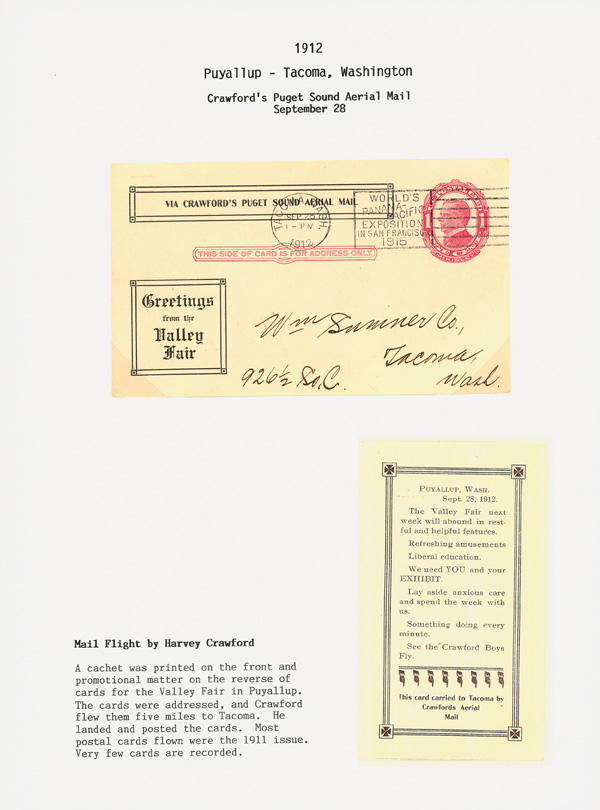 1912
Puyallup - Tacoma, Washington
Crawford's Puget Sound Aerial Mail
September 28
VIA CRAWFORD'S PUGET SOUND AERIAL MAIL
TACOMA, WASH.
1912
WORLD'S
PANAMA-
PACIFIC
EXPOSITION
IN SAN FRANCISCO
1915
THIS SIDE OF CARD IS FOR ADDRESS ONLY
Greetings
from the
Valley
Fair
Wm Sumner Co.,
Tacoma,
926½ So. C. Wash.
PUYALLUP, WASH.
Sept. 28, 1912.
The Valley Fair next
week will abound in rest-
ful and helpful features.
Refreshing amusements
Liberal education.
We need YOU and your
EXHIBIT.
Lay aside anxious care
and spend the week with
us.
Something doing every
minute.
See the Crawford Boys
Fly.
This card carried to Tacoma by
Crawfords Aerial
Mail
Mail Flight by Harvey Crawford
A cachet was printed on the front and
promotional matter on the reverse of
cards for the Valley Fair in Puyallup.
The cards were addressed, and Crawford
flew them five miles to Tacoma. He
landed and posted the cards. Most
postal cards flown were the 1911 issue.
Very few cards are recorded.